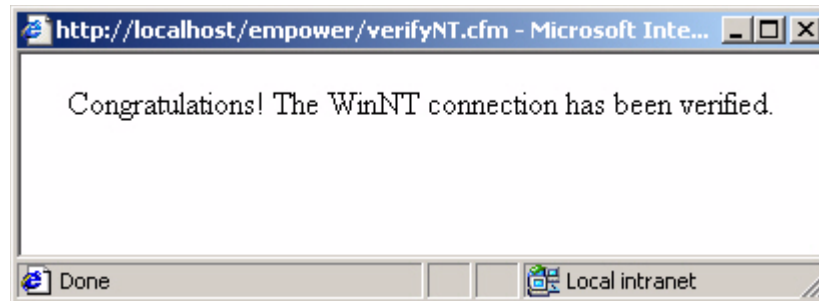 http://localhost/empower/verifyNT.cfm - Microsoft Inte...
Congratulations! The WinNT connection has been verified.
Done
Local intranet